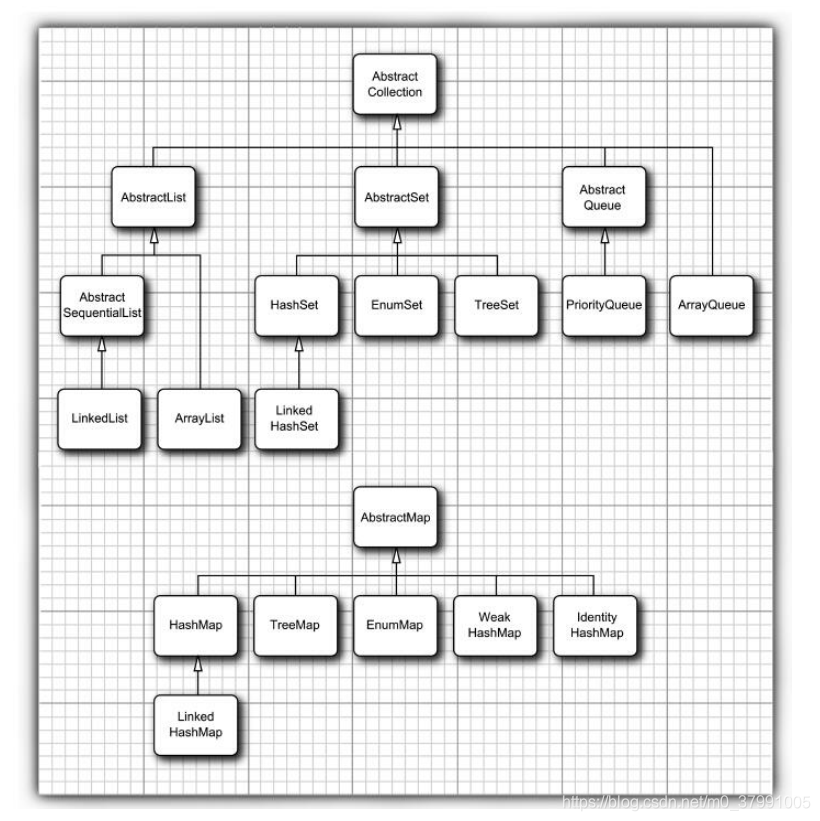 Abstract
Collection
AbstractList
AbstractSet
Abstract
Queue
Abstract
SequentialList
HashSet
EnumSet
TreeSet
PriorityQueue
ArrayQueue
LinkedList
ArrayList
Linked
HashSet
AbstractMap
HashMap
TreeMap
EnumMap
Weak
HashMap
Identity
HashMap
Linked
HashMap
https://blog.csdn.net/m0_37991005